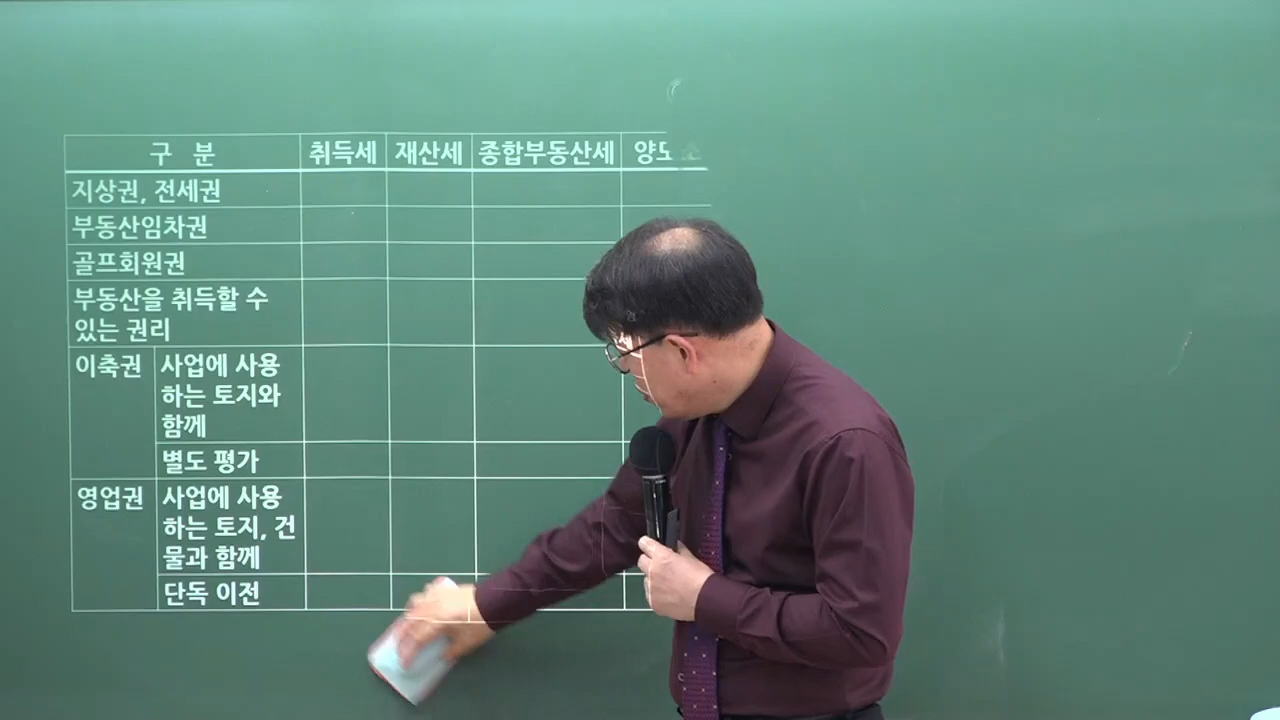 구 분 취득세 재산세 종합부동산세 양도
지상권, 전세권
부동산임차권
골프회원권
부동산을 취득할 수
있는 권리
이축권 사업에 사용
하는 토지와
함께
별도 평가
영업권 사업에 사용
하는 토지, 건
물과 함께
단독 이전